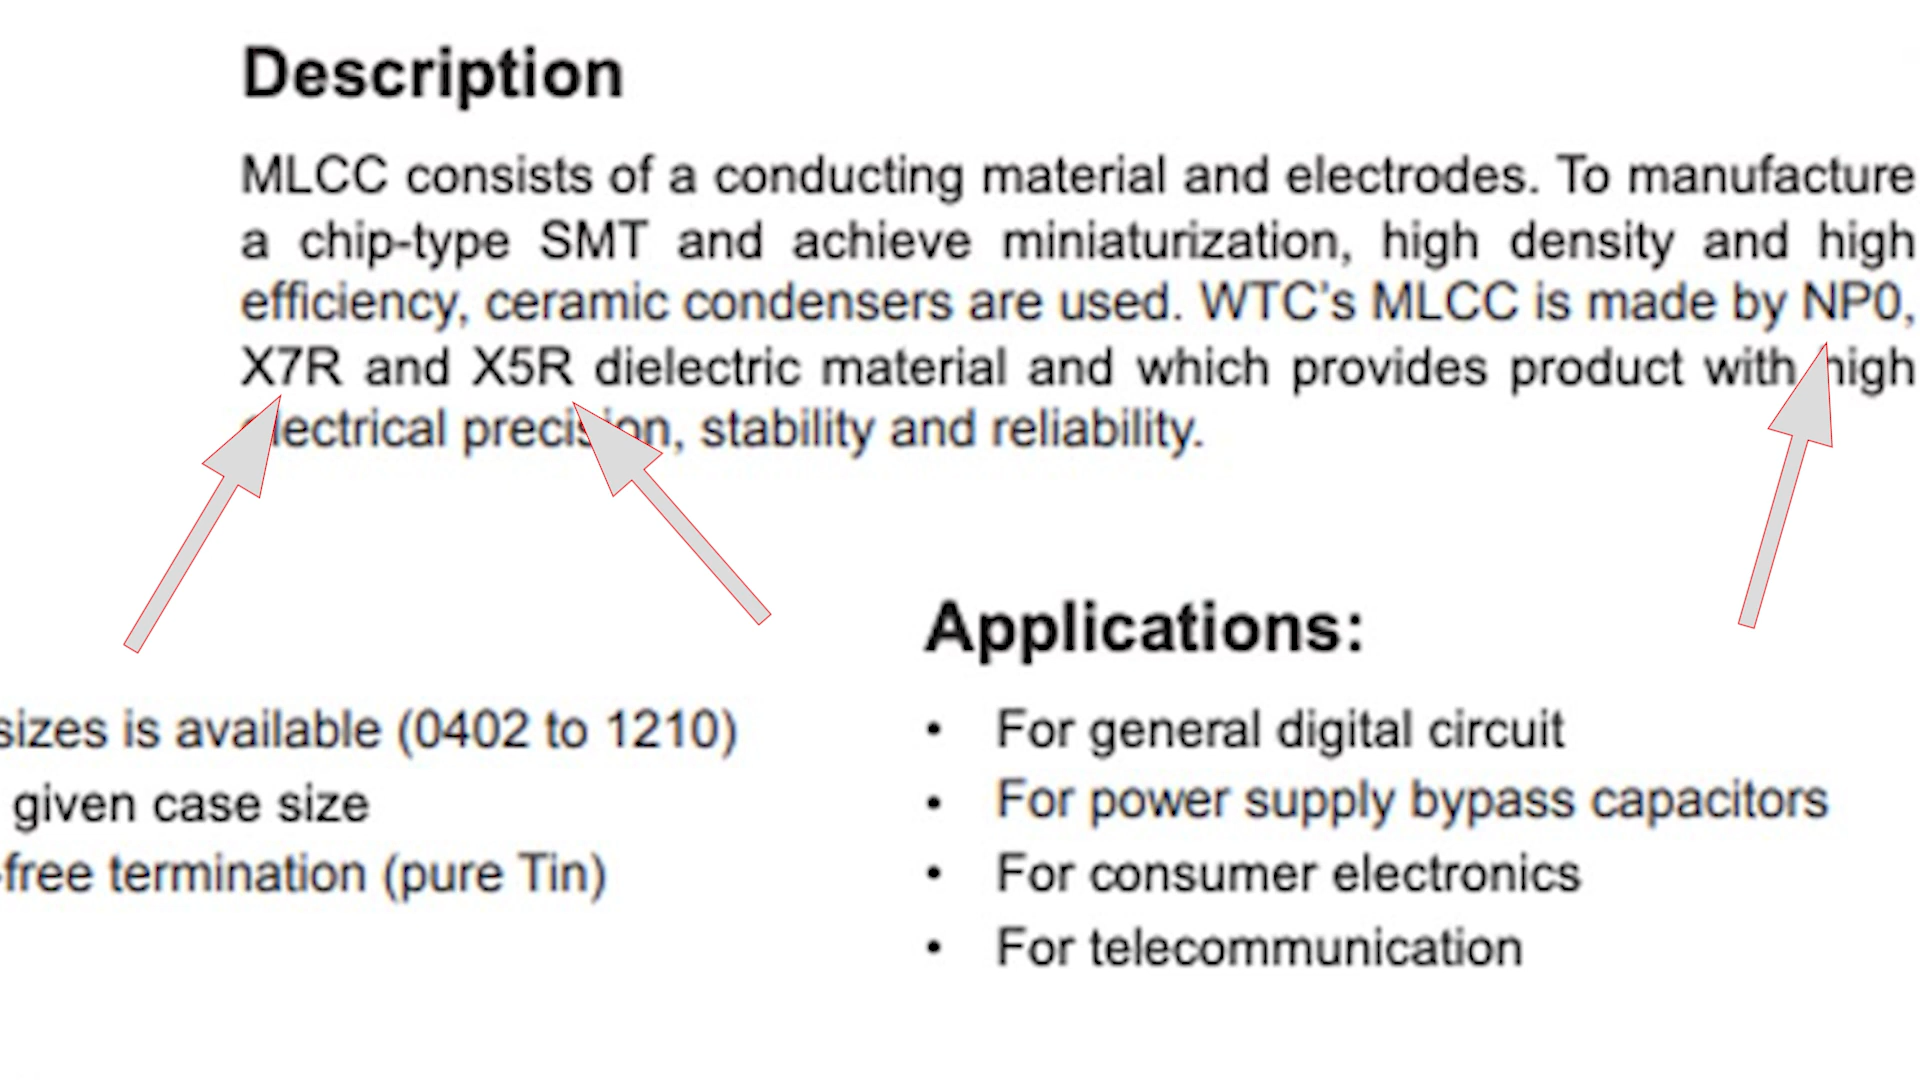 Description
MLCC consists of a conducting material and electrodes. To manufacture
a chip-type SMT and achieve miniaturization, high density and high
efficiency, ceramic condensers are used. WTC's MLCC is made by NP0,
X7R and X5R dielectric material and which provides product with high
electrical precision, stability and reliability.
sizes is available (0402 to 1210)
given case size
-free termination (pure Tin)
Applications:
• For general digital circuit
• For power supply bypass capacitors
• For consumer electronics
• For telecommunication